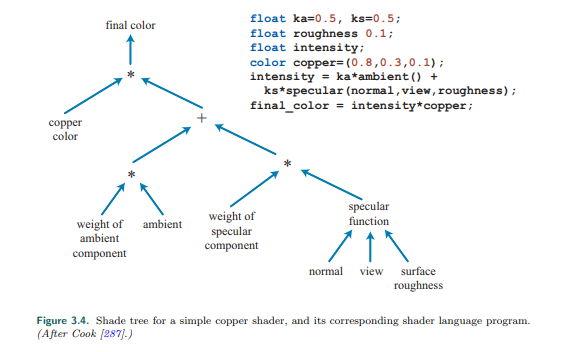 final color
*
copper
color
+
*
*
weight of
ambient
component
ambient
weight of
specular
component
specular
function
normal
view
surface
roughness
float ka=0.5, ks=0.5;
float roughness 0.1;
float intensity;
color copper=(0.8,0.3,0.1);
intensity = ka*ambient() +
ks*specular(normal,view,roughness);
final_color = intensity*copper;
Figure 3.4. Shade tree for a simple copper shader, and its corresponding shader language program.
(After Cook [287].)